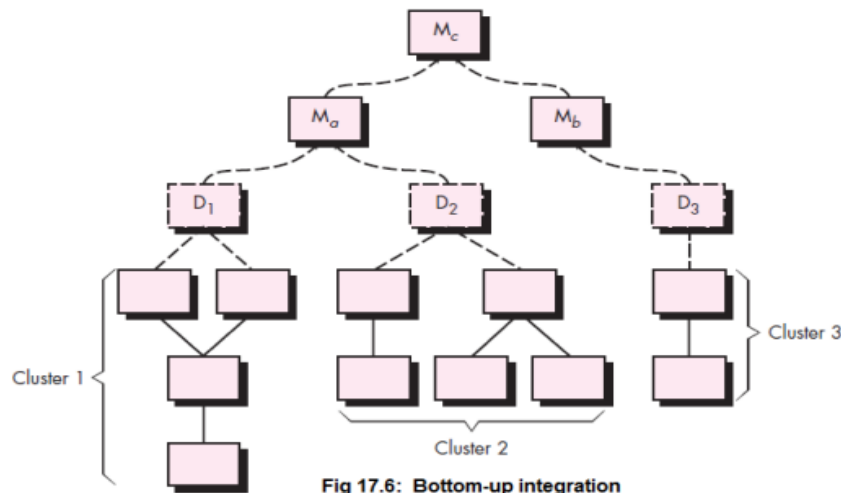 Mc
Ma
Mb
D1
D2
D3
Cluster 3
Cluster 1
Cluster 2
Fig 17.6: Bottom-up integration